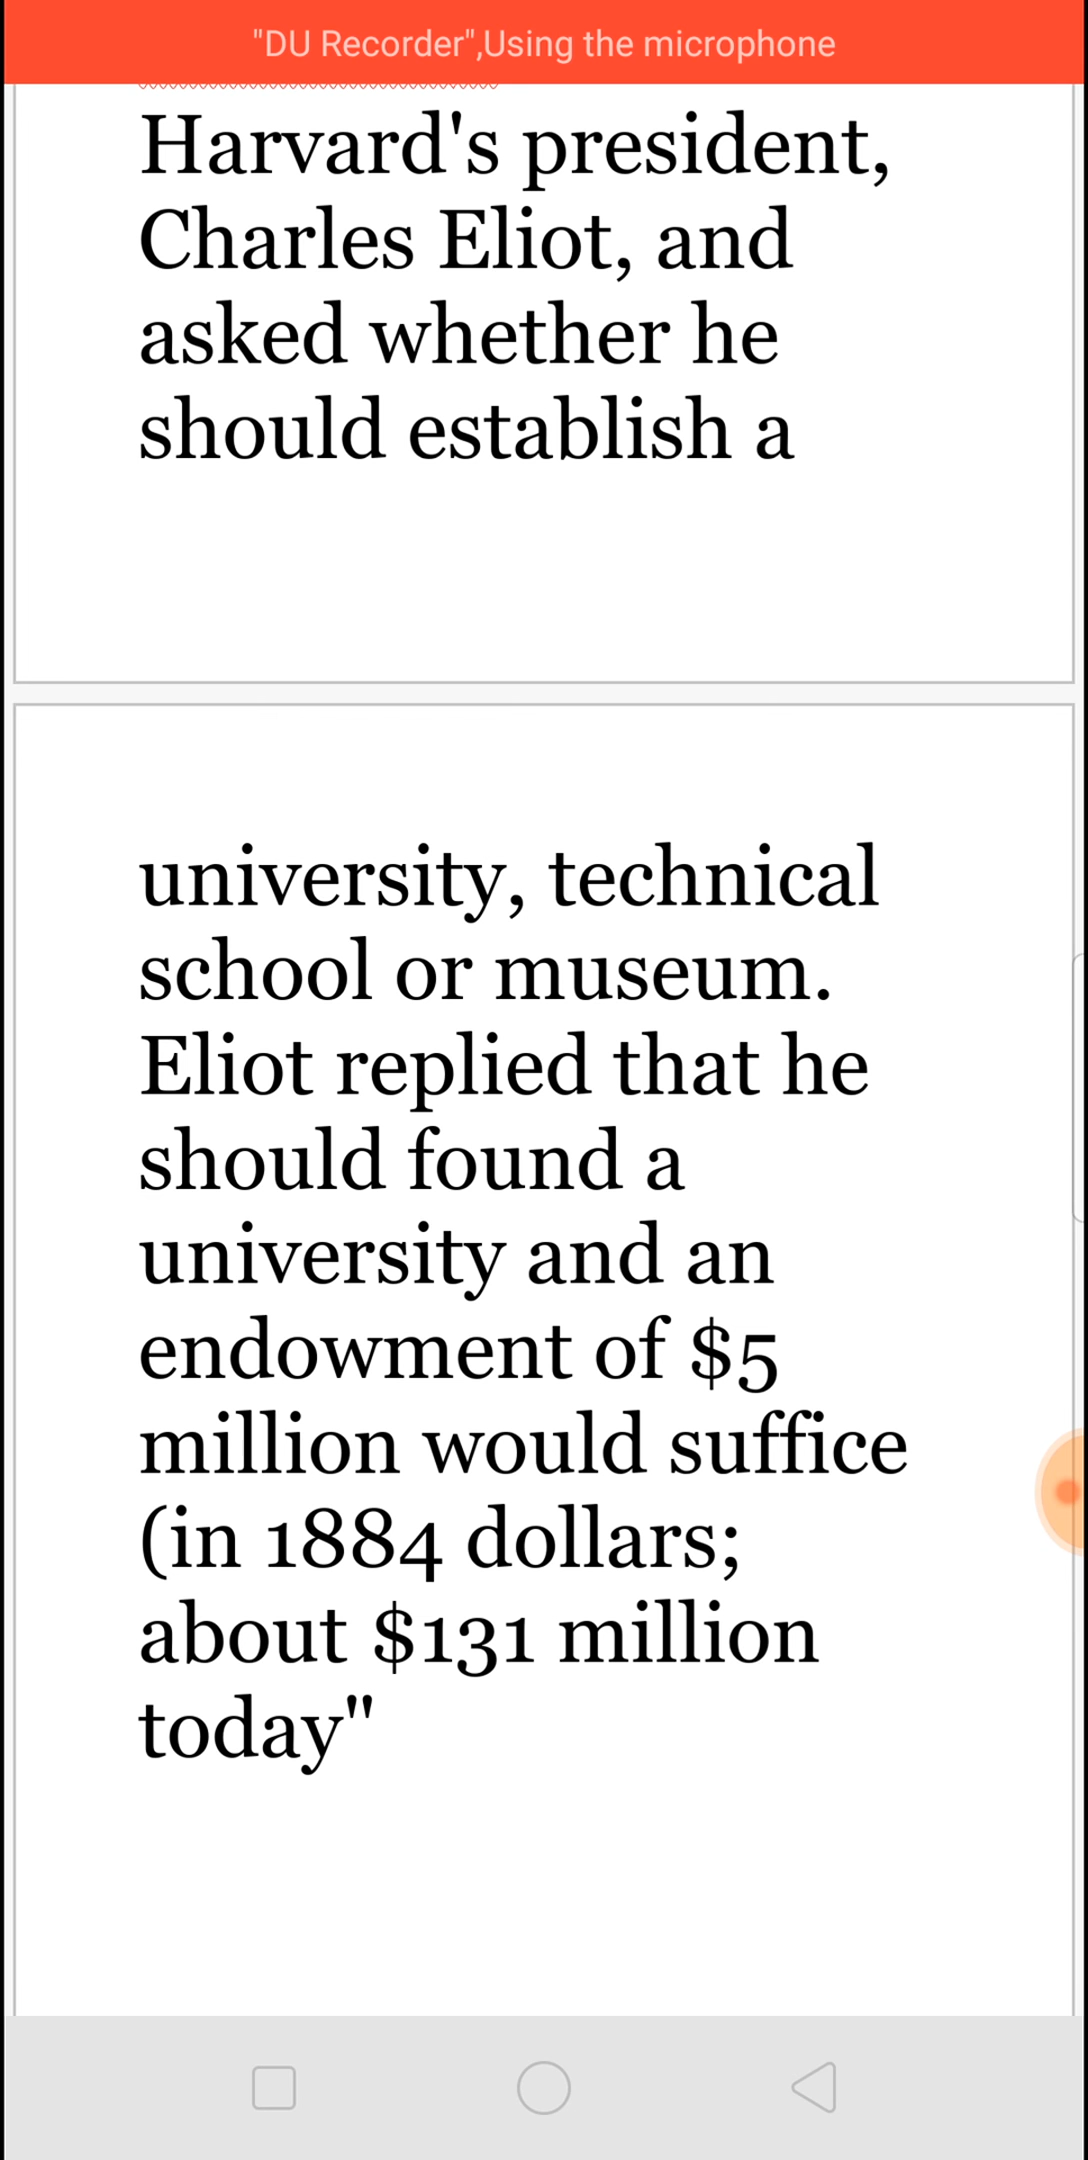 "DU Recorder",Using the microphone
Harvard's president,
Charles Eliot, and
asked whether he
should establish a
university, technical
school or museum.
Eliot replied that he
should found a
university and an
endowment of $5
million would suffice
(in 1884 dollars;
about $131 million
today"